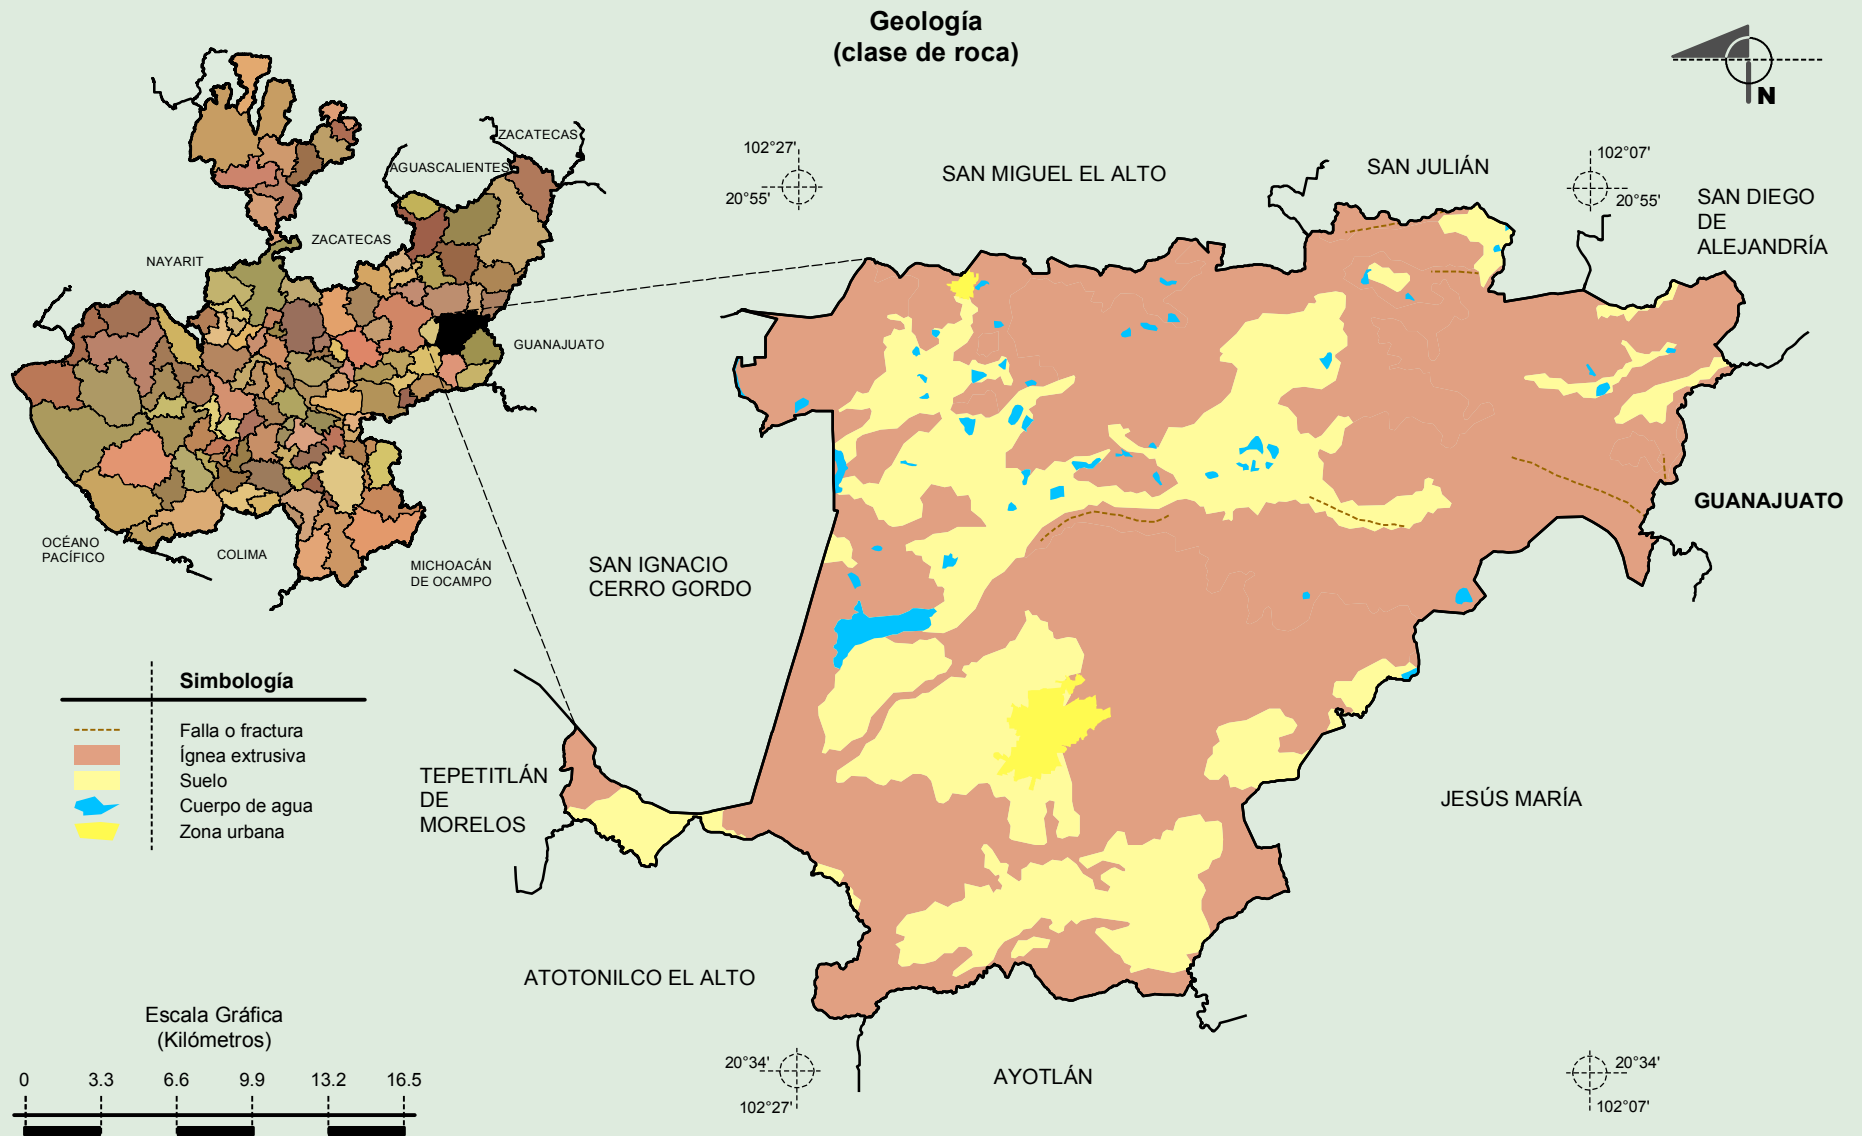 Geología
(clase de roca)
N
ZACATECAS
AGUASCALIENTES
ZACATECAS
NAYARIT
GUANAJUATO
OCÉANO
PACÍFICO
COLIMA
MICHOACÁN
DE OCAMPO
102°27'
20°55'
SAN MIGUEL EL ALTO
SAN JULIÁN
102°07'
20°55'
SAN DIEGO
DE
ALEJANDRÍA
GUANAJUATO
SAN IGNACIO
CERRO GORDO
TEPETITLÁN
DE
MORELOS
JESÚS MARÍA
ATOTONILCO EL ALTO
AYOTLÁN
20°34'
102°27'
20°34'
102°07'
Simbología
Falla o fractura
Ígnea extrusiva
Suelo
Cuerpo de agua
Zona urbana
Escala Gráfica
(Kilómetros)
0 3.3 6.6 9.9 13.2 16.5